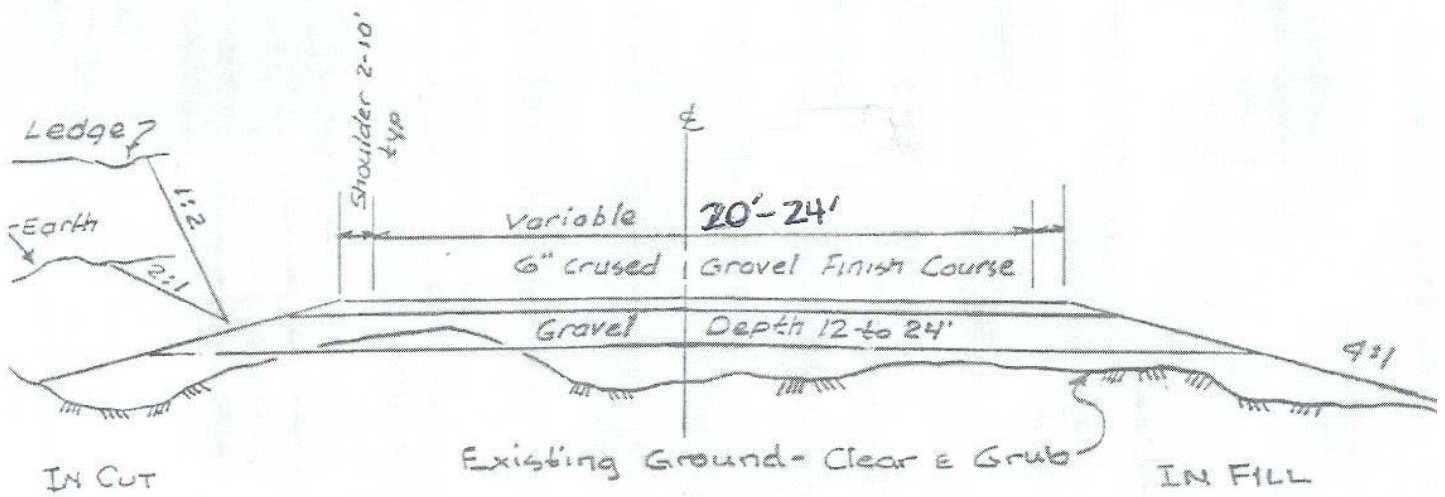 Shoulder 2-10'
typ
℄
Ledge
1:2
Variable 20'-24'
Earth
2:1
6" Crused Gravel Finish Course
Gravel Depth 12 to 24'
4:1
Existing Ground - Clear & Grub
IN CUT
IN FILL